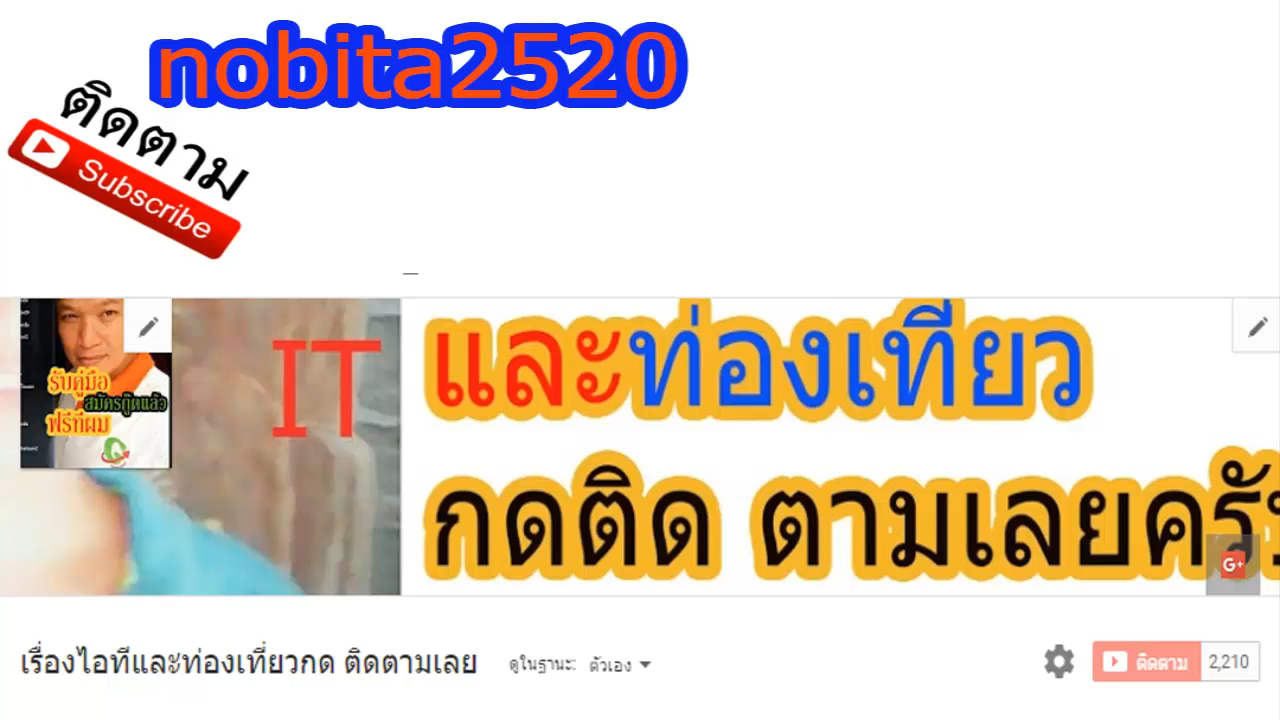 nobita2520
ติดตาม
Subscribe
IT
และท่องเที่ยว
รับคู่มือ
สมัครกู๊ดแล้ว
ฟรีที่ผม
กดติด ตามเลยครับ
G+
เรื่องไอทีและท่องเที่ยวกด ติดตามเลย
ดูในฐานะ: ตัวเอง
ติดตาม 2,210